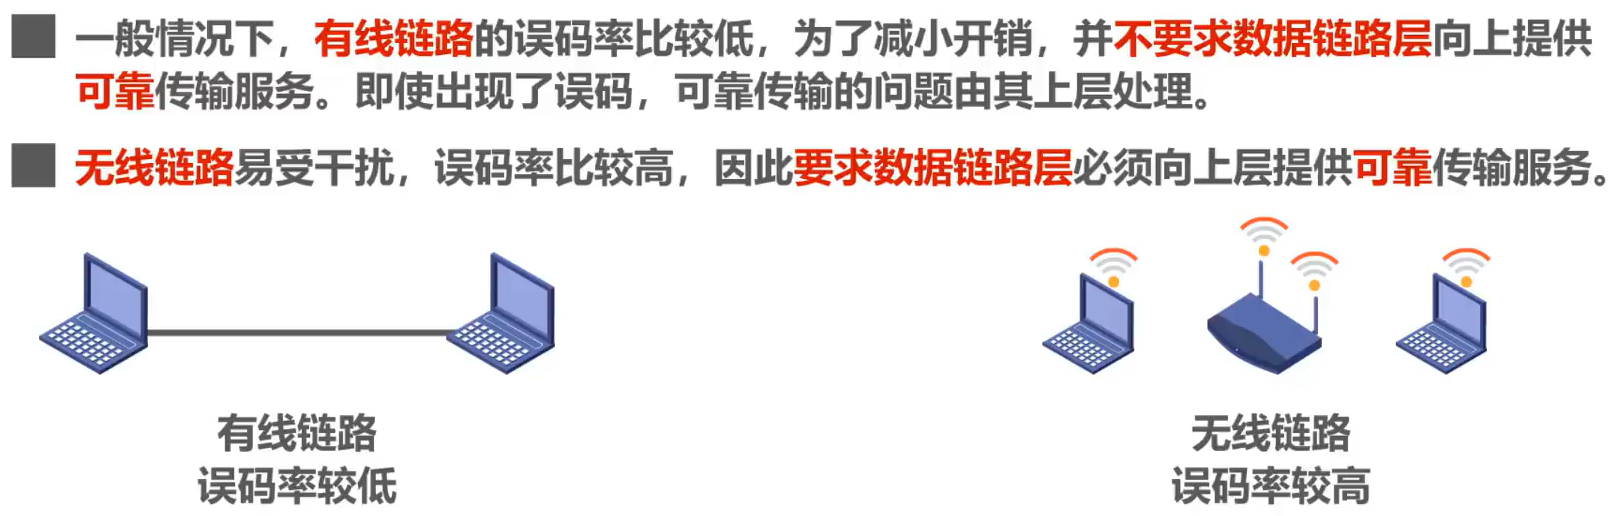 一般情况下，有线链路的误码率比较低，为了减小开销，并不要求数据链路层向上提供
可靠传输服务。即使出现了误码，可靠传输的问题由其上层处理。
无线链路易受干扰，误码率比较高，因此要求数据链路层必须向上层提供可靠传输服务。
有线链路
误码率较低
无线链路
误码率较高